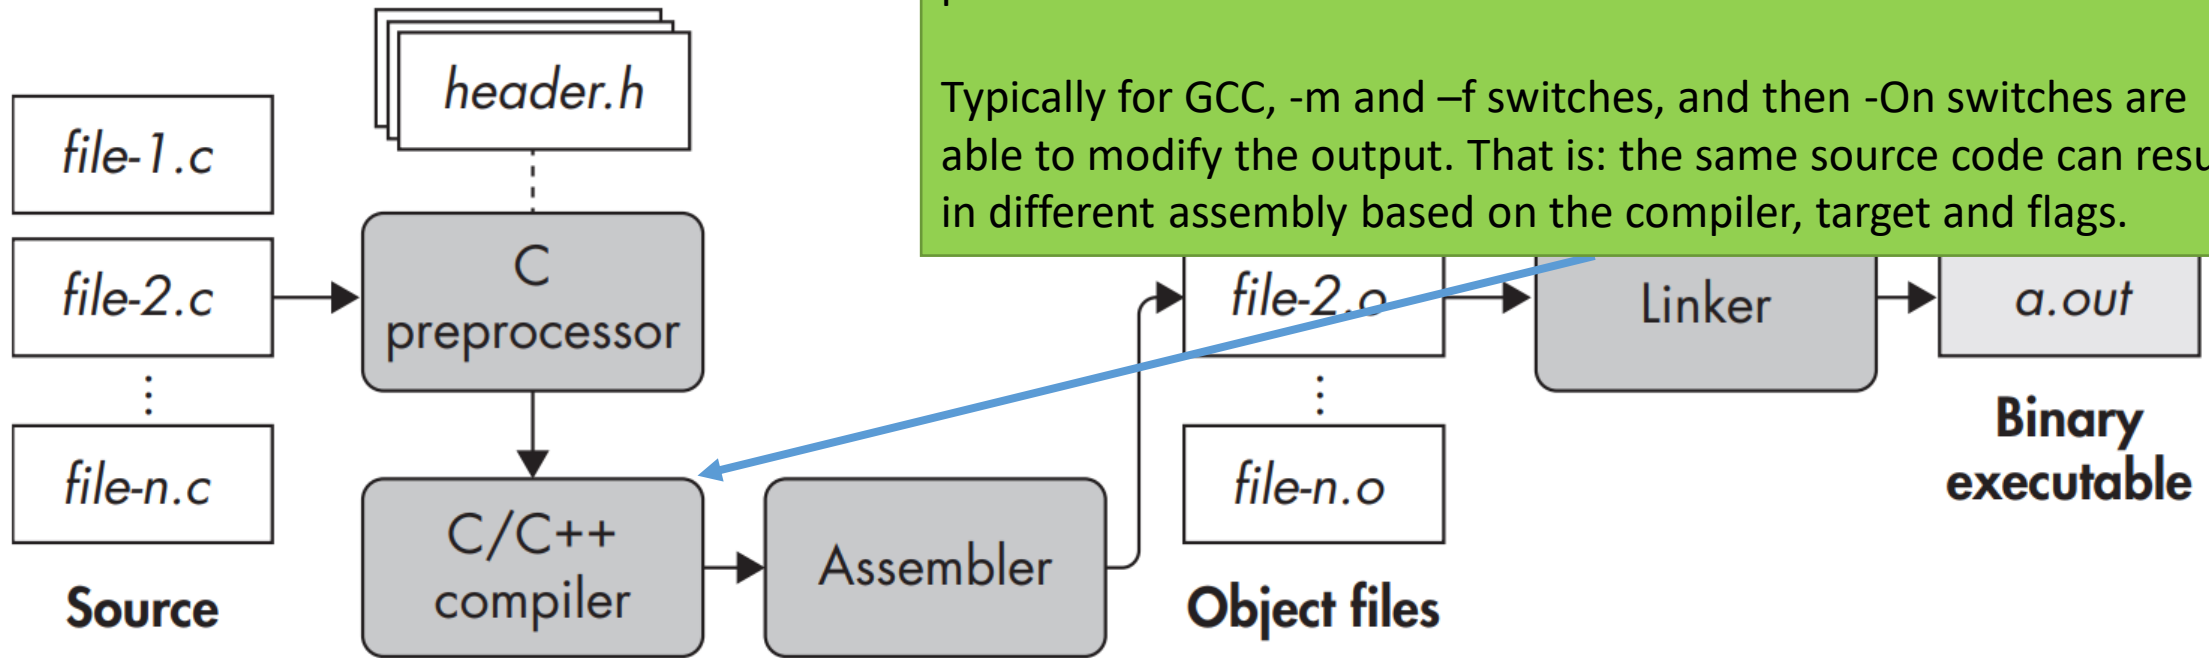 header.h
file-1.c
Typically for GCC, -m and –f switches, and then -On switches are
able to modify the output. That is: the same source code can
in different assembly based on the compiler, target and flags.
file-2.c
C
preprocessor
file-2.o
Linker
a.out
⋮
⋮
Binary
executable
file-n.c
file-n.o
C/C++
compiler
Assembler
Source
Object files